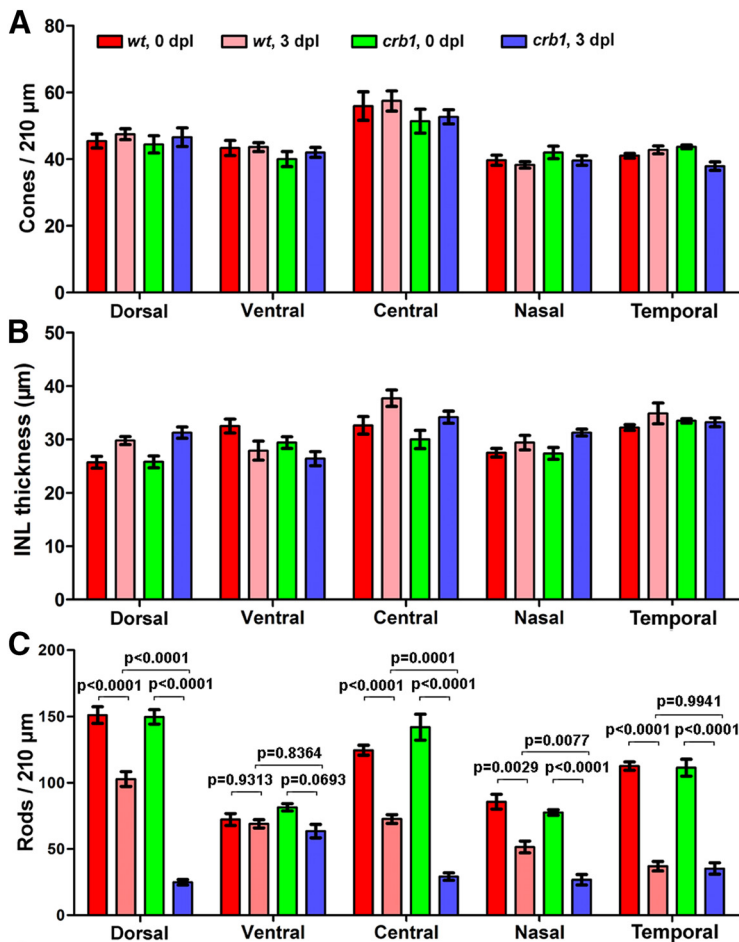 A
wt, 0 dpl wt, 3 dpl crb1, 0 dpl crb1, 3 dpl
Cones / 210 μm
80
60
40
20
0
Dorsal Ventral Central Nasal Temporal
B
INL thickness (μm)
50
40
30
20
10
0
Dorsal Ventral Central Nasal Temporal
C
Rods / 210 μm
200
150
100
50
0
p<0.0001
p<0.0001 p<0.0001
p=0.8364
p=0.9313 p=0.0693
p=0.0001
p<0.0001 p<0.0001
p=0.0077
p=0.0029 p<0.0001
p=0.9941
p<0.0001 p<0.0001
Dorsal Ventral Central Nasal Temporal